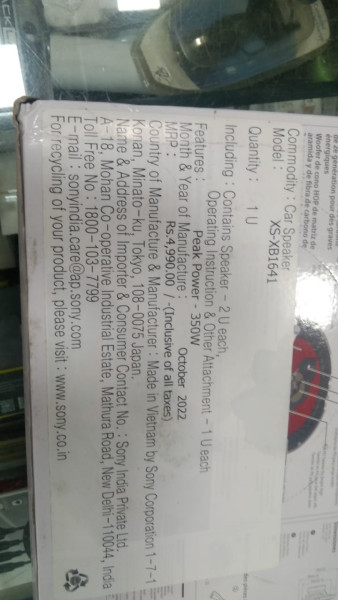 Commodity : Car Speaker
Model : XS-XB1641
Quantity : 1 U
Including : Contains Speaker - 2 U each,
Operating Instruction & Other Attachment - 1 U each
Features : Peak Power - 350W
Month & Year of Manufacture : October 2022
MRP : Rs.4,990.00 /-(Inclusive of all taxes)
Country of Manufacture & Manufacturer : Made in Vietnam by Sony Corporation 1-7-1
Konan, Minato-ku, Tokyo, 108-0075 Japan.
Name & Address of Importer & Consumer Contact No. : Sony India Private Ltd.
A-18, Mohan Co-operative Industrial Estate, Mathura Road, New Delhi-110044, India
Toll Free No : 1800-103-7799
E-mail : sonyindia.care@ap.sony.com
For recycling of your product, please visit : www.sony.co.in